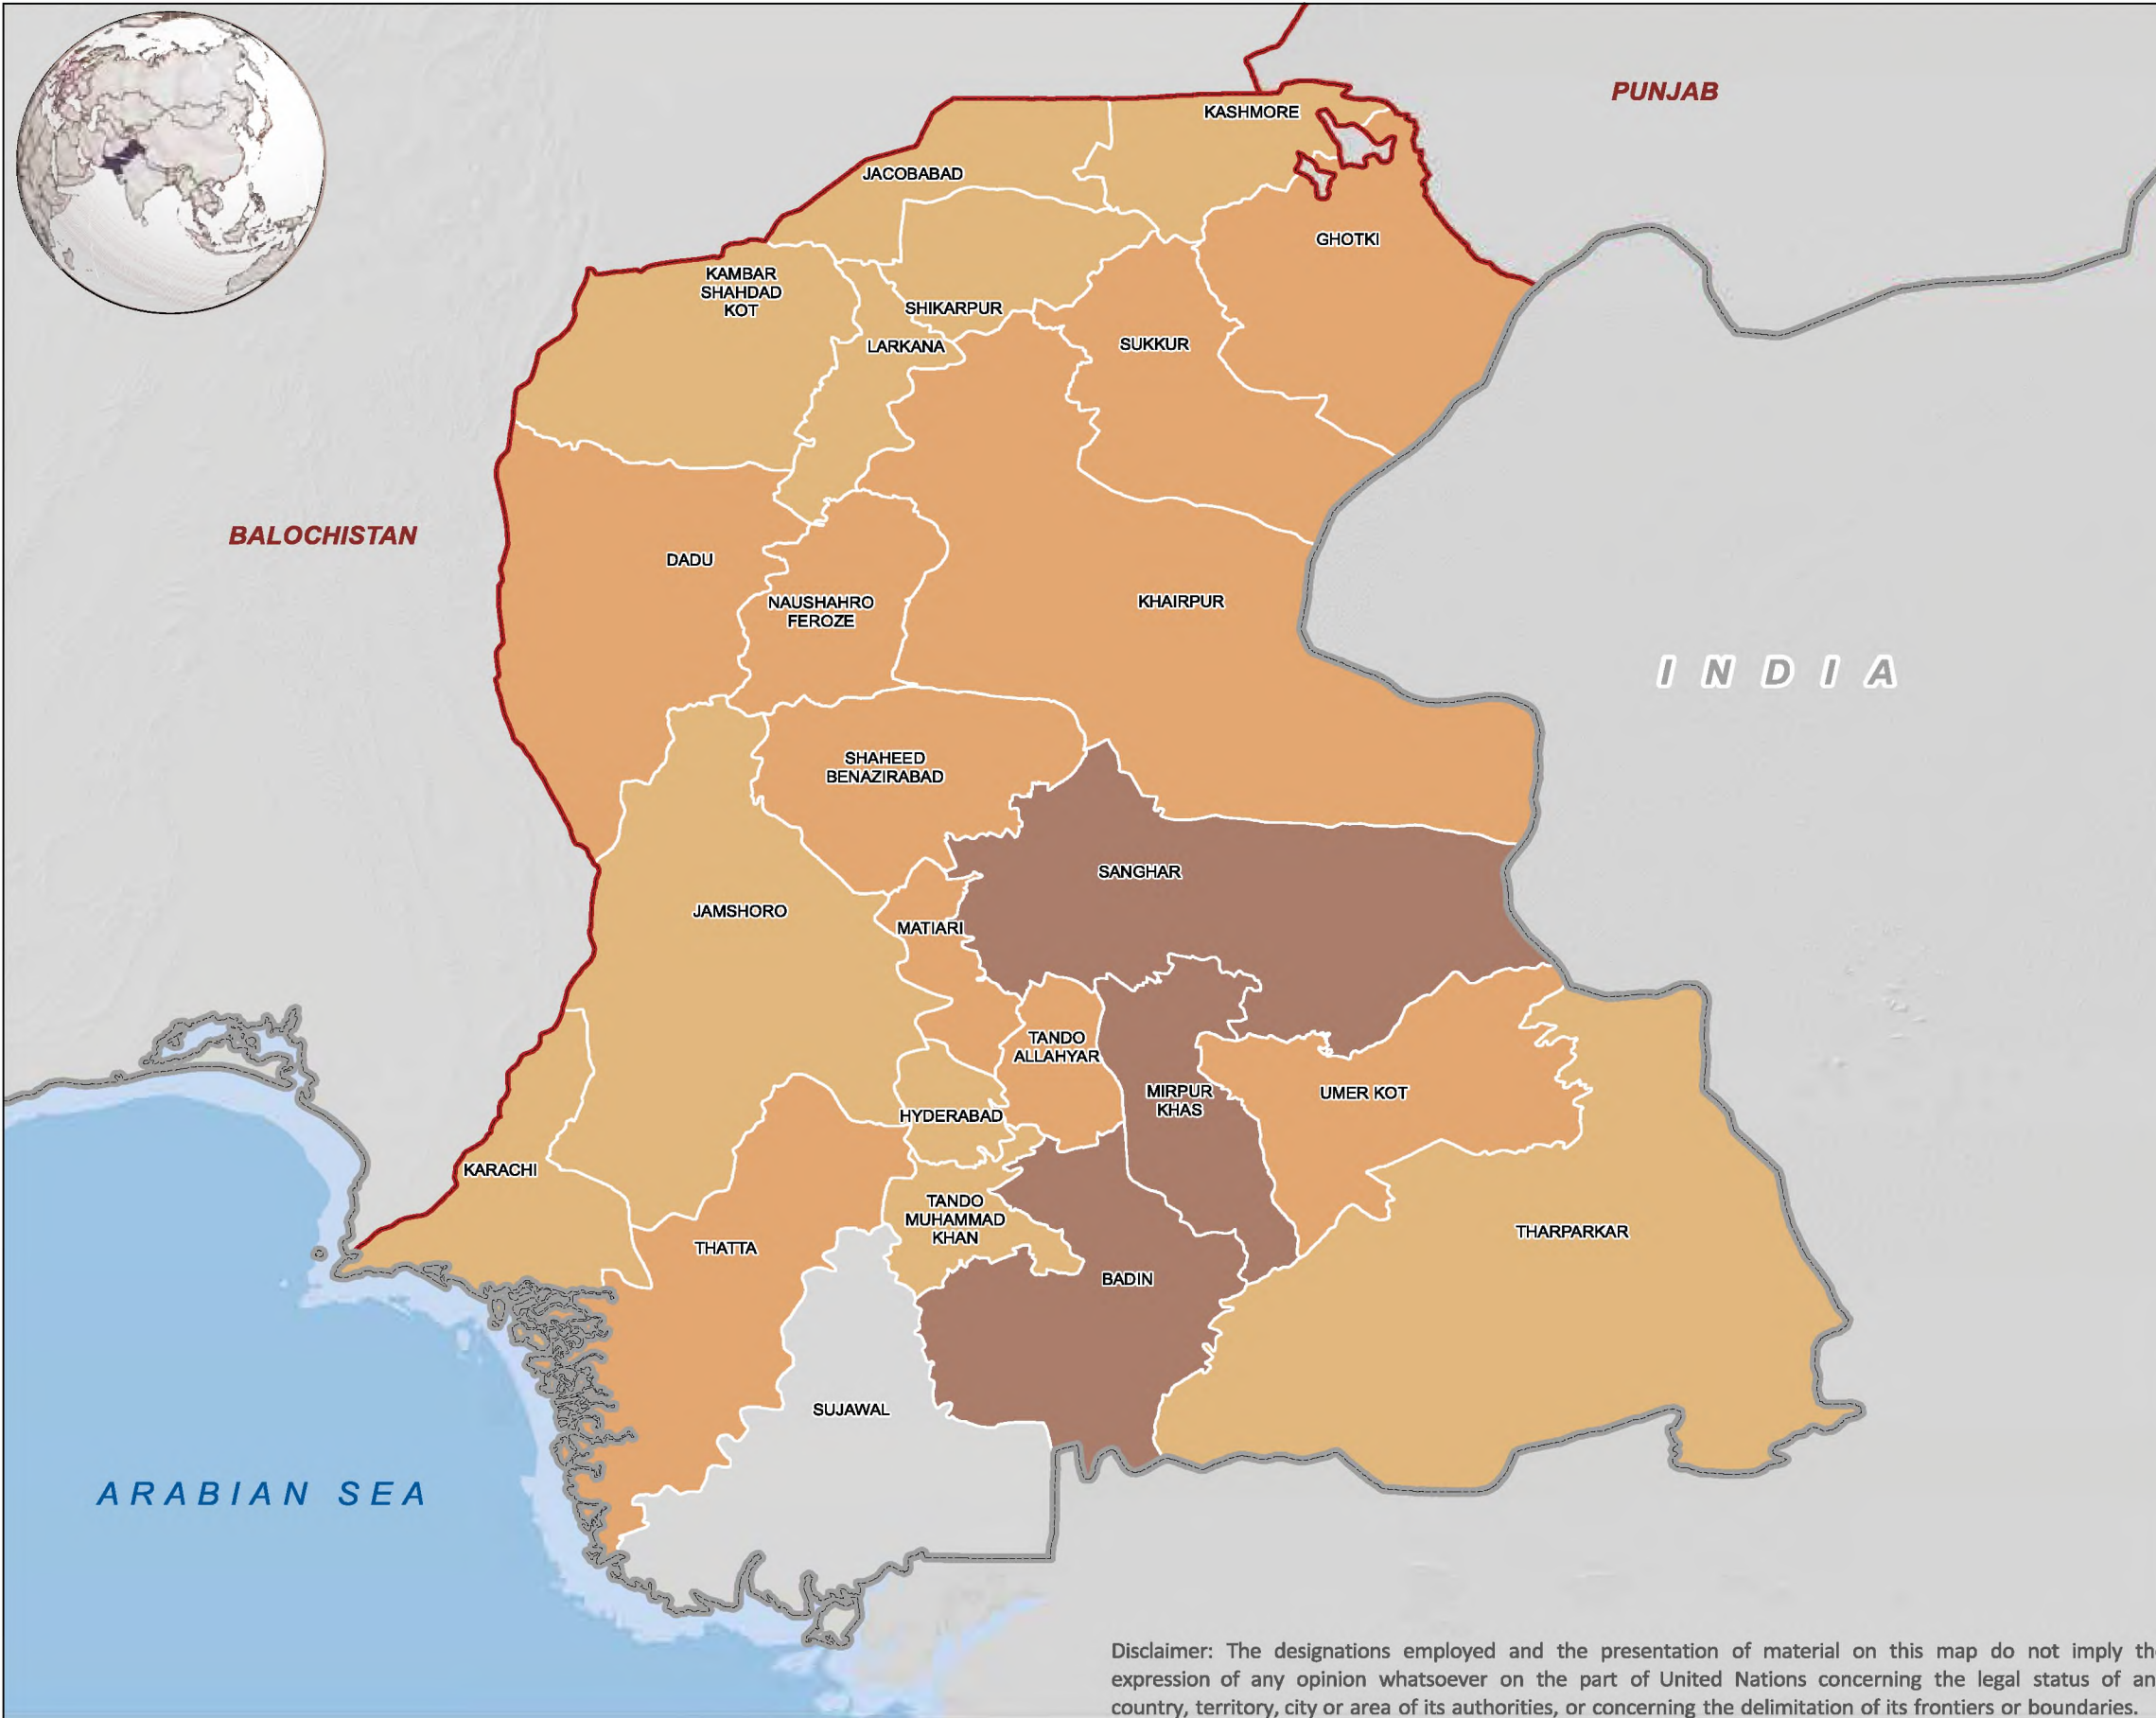 PUNJAB
KASHMORE
JACOBABAD
GHOTKI
KAMBAR
SHAHDAD
KOT
SHIKARPUR
LARKANA
SUKKUR
BALOCHISTAN
DADU
NAUSHAHRO
FEROZE
KHAIRPUR
INDIA
SHAHEED
BENAZIRABAD
SANGHAR
JAMSHORO
MATIARI
TANDO
ALLAHYAR
MIRPUR
KHAS
UMER KOT
HYDERABAD
KARACHI
TANDO
MUHAMMAD
KHAN
THARPARKAR
THATTA
BADIN
SUJAWAL
ARABIAN SEA
Disclaimer: The designations employed and the presentation of material on this map do not imply th
expression of any opinion whatsoever on the part of United Nations concerning the legal status of an
country, territory, city or area of its authorities, or concerning the delimitation of its frontiers or boundaries.